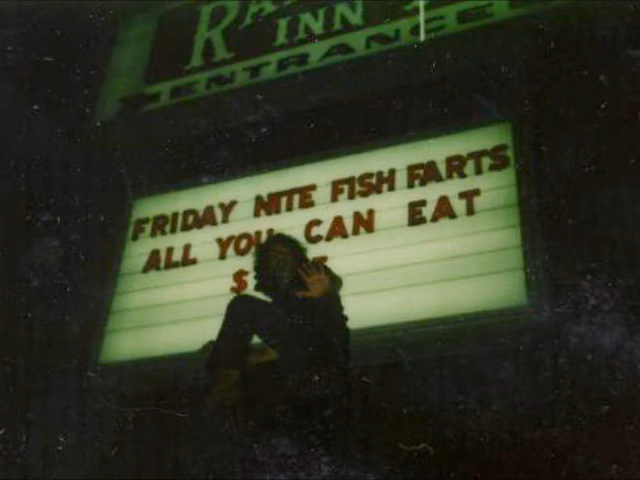 INN
ENTRANCE
FRIDAY NITE FISH FARTS
ALL YOU CAN EAT
$